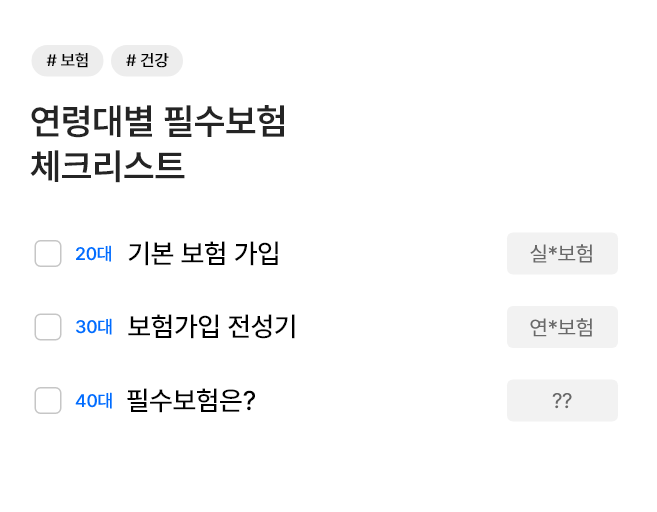 # 보험 # 건강
연령대별 필수보험
체크리스트
20대 기본 보험 가입 실*보험
30대 보험가입 전성기 연*보험
40대 필수보험은? ??